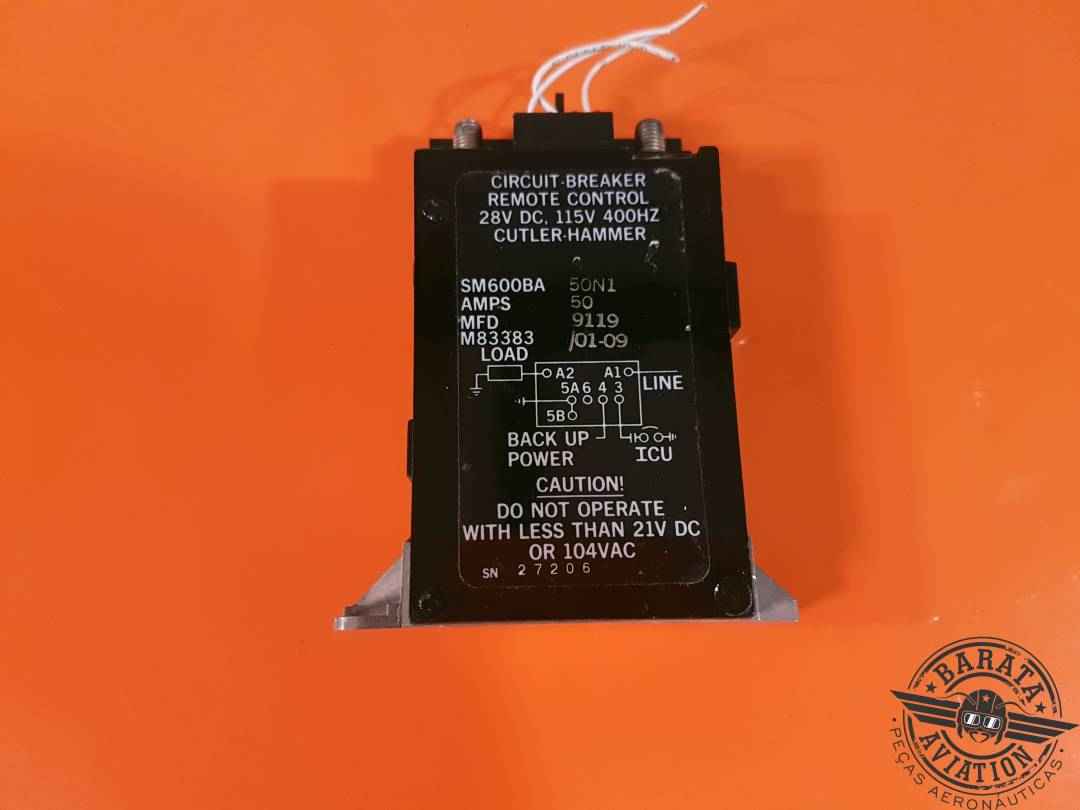 CIRCUIT-BREAKER
REMOTE CONTROL
28V DC, 115V 400HZ
CUTLER-HAMMER
SM600BA 50N1
AMPS 50
MFD 9119
M83383 /01-09
LOAD
A2 A1
LINE
5A 6 4 3
5B
BACK UP
POWER
ICU
CAUTION!
DO NOT OPERATE
WITH LESS THAN 21V DC
OR 104VAC
SN 27206
BARATA
AVIATION
PEÇAS AERONÁUTICAS